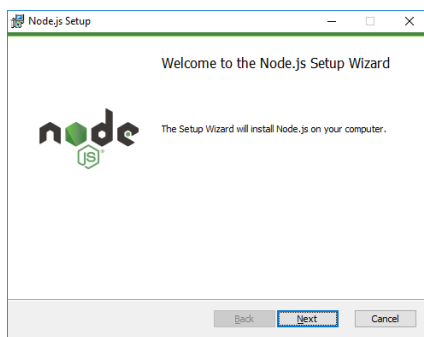 Node.js Setup
Welcome to the Node.js Setup Wizard
node
JS
The Setup Wizard will install Node.js on your computer.
Back
Next
Cancel